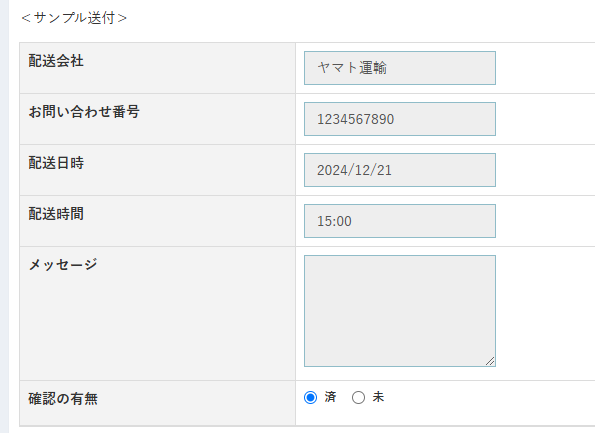 ＜サンプル送付＞
配送会社 ヤマト運輸
お問い合わせ番号 1234567890
配送日時 2024/12/21
配送時間 15:00
メッセージ
確認の有無 済 未